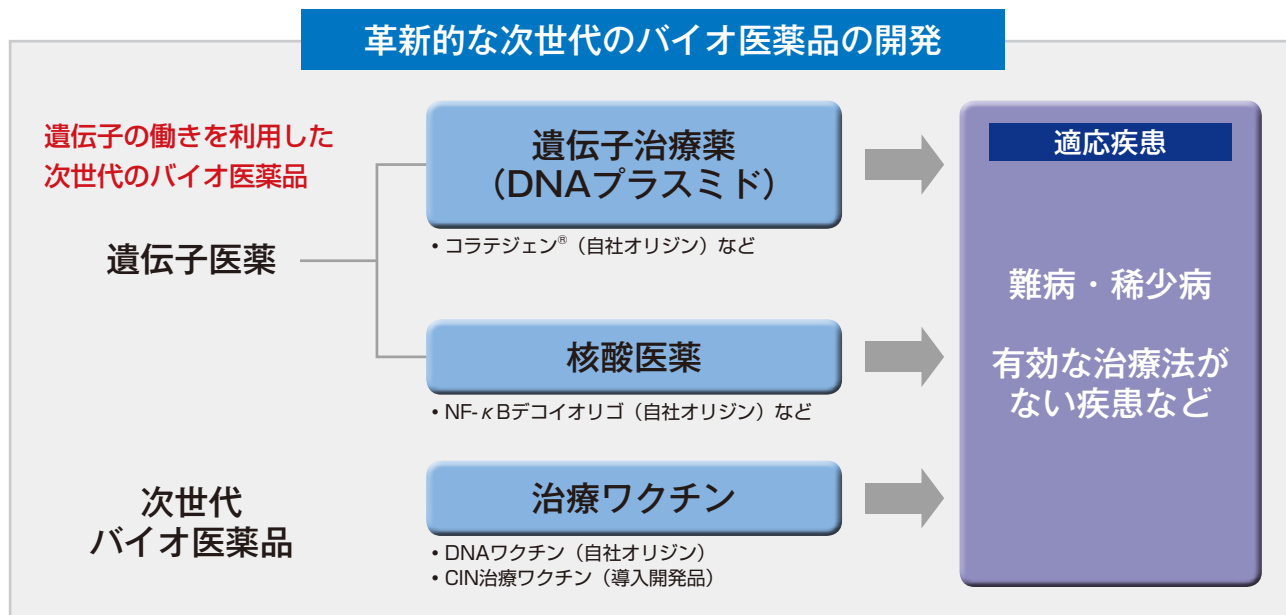 革新的な次世代のバイオ医薬品の開発
遺伝子の働きを利用した
次世代のバイオ医薬品
遺伝子医薬
遺伝子治療薬
（DNAプラスミド）
・コラテジェン®（自社オリジン）など
核酸医薬
・NF-κBデコイオリゴ（自社オリジン）など
次世代
バイオ医薬品
治療ワクチン
・DNAワクチン（自社オリジン）
・CIN治療ワクチン（導入開発品）
適応疾患
難病・稀少病
有効な治療法が
ない疾患など